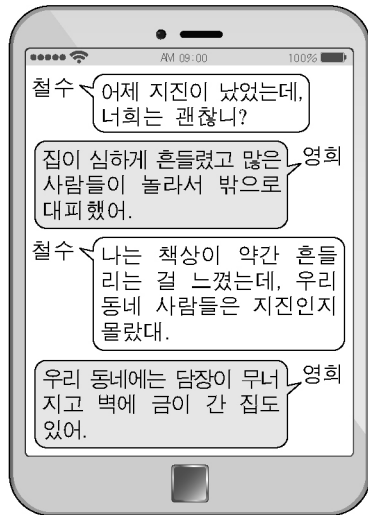 AM 09:00 100%
철수
어제 지진이 났었는데,
너희는 괜찮니?
영희
집이 심하게 흔들렸고 많은
사람들이 놀라서 밖으로
대피했어.
철수
나는 책상이 약간 흔들
리는 걸 느꼈는데, 우리
동네 사람들은 지진인지
몰랐대.
영희
우리 동네에는 담장이 무너
지고 벽에 금이 간 집도
있어.